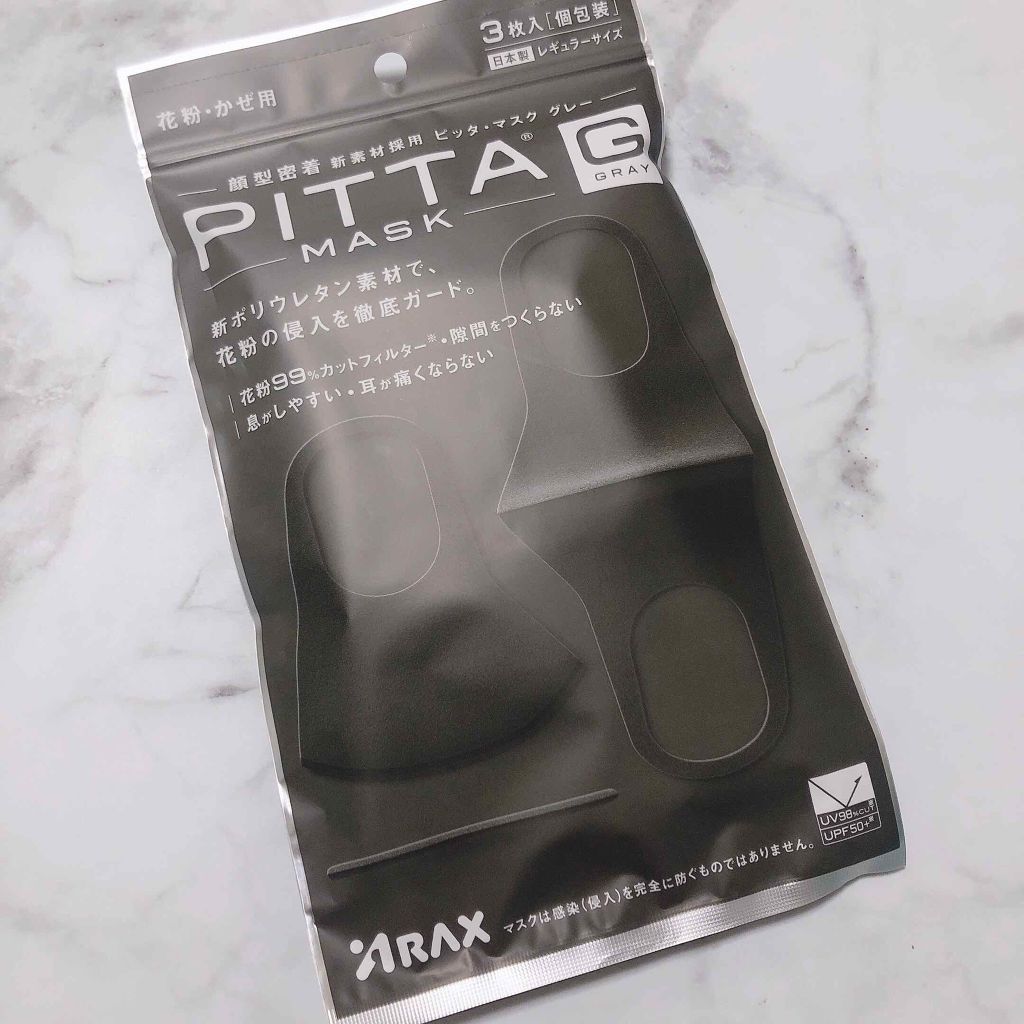 3枚入[個包装]
日本製 レギュラーサイズ
花粉・かぜ用
顔型密着 新素材採用 ピッタ・マスク グレー
PITTA®
MASK
G
GRAY
新ポリウレタン素材で、
花粉の侵入を徹底ガード。
花粉99%カットフィルター※・隙間をつくらない
息がしやすい・耳が痛くならない
UV98%CUT※
UPF50+※
マスクは感染(侵入)を完全に防ぐものではありません。
ARAX